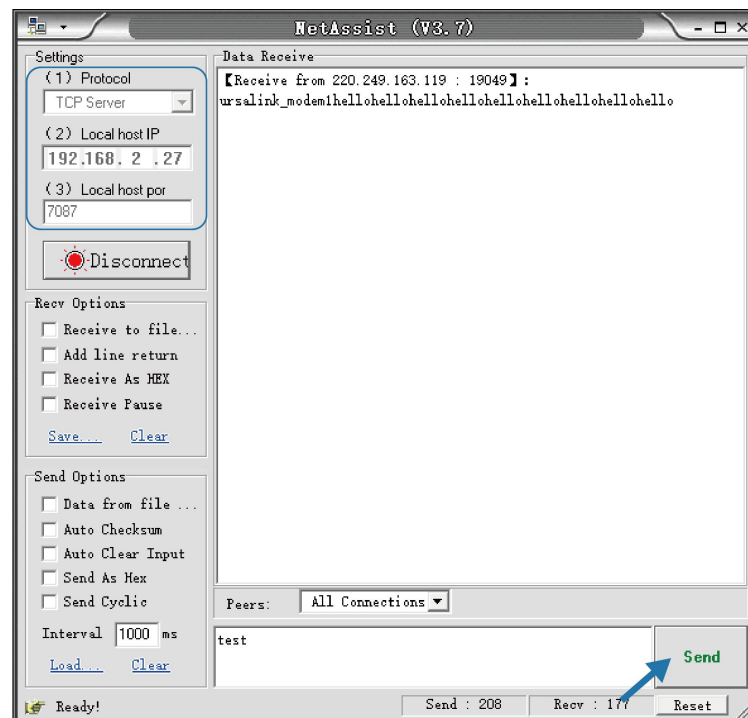 NetAssist (V3.7)
Settings
(1) Protocol
TCP Server
(2) Local host IP
192.168. 2 .27
(3) Local host por
7087
Disconnect
Recv Options
Receive to file...
Add line return
Receive As HEX
Receive Pause
Save... Clear
Send Options
Data from file ...
Auto Checksum
Auto Clear Input
Send As Hex
Send Cyclic
Interval 1000 ms
Load... Clear
Data Receive
【Receive from 220.249.163.119 : 19049】:
ursalink_modem1hellohellohellohellohellohellohellohellohello
Peers: All Connections
test
Send
Ready!
Send : 208
Recv : 177
Reset